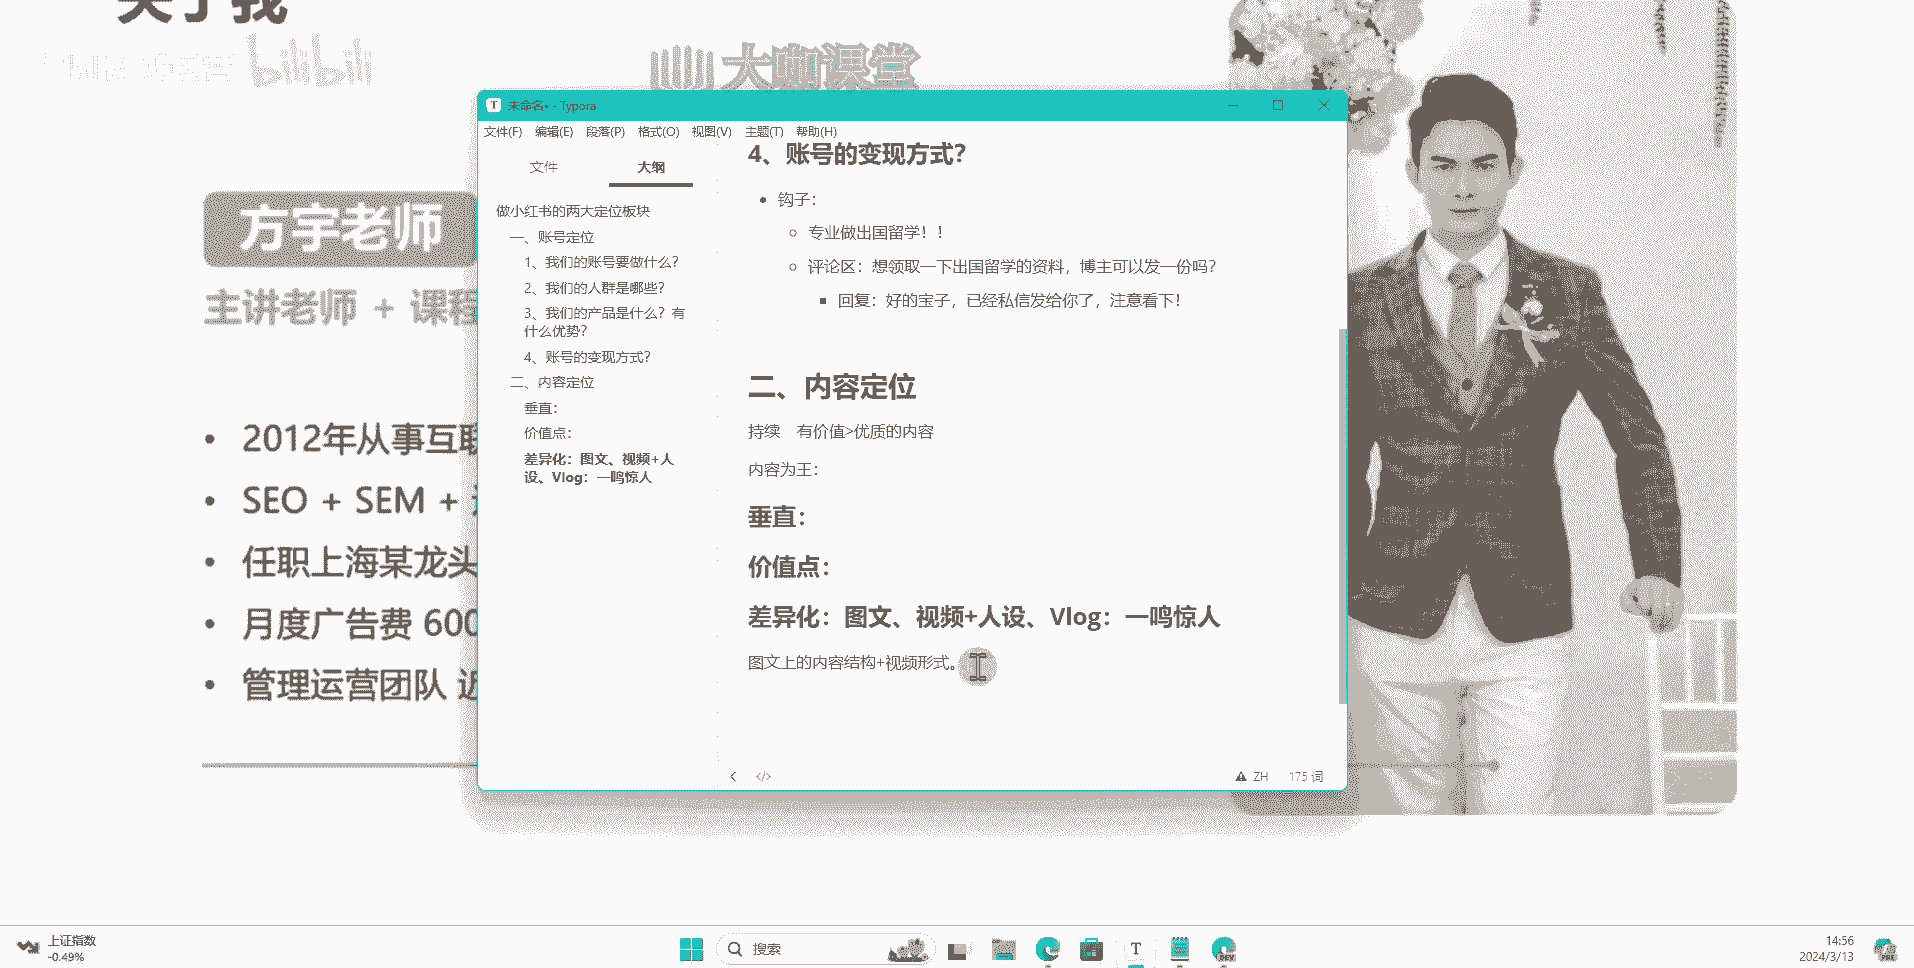 关于我
bilibili
大咖课堂
方宇老师
主讲老师 + 课程
• 2012年从事互联
• SEO + SEM +
• 任职上海某龙头
• 月度广告费 600
• 管理运营团队 近
T 未命名• - Typora
文件(F) 编辑(E) 段落(P) 格式(O) 视图(V) 主题(T) 帮助(H)
文件 大纲
做小红书的两大定位板块
一、账号定位
1、我们的账号要做什么？
2、我们的人群是哪些？
3、我们的产品是什么？有
什么优势？
4、账号的变现方式？
二、内容定位
垂直：
价值点：
差异化：图文、视频+人
设、Vlog：一鸣惊人
4、账号的变现方式？
• 钩子：
◦ 专业做出国留学！！
◦ 评论区：想领取一下出国留学的资料，博主可以发一份吗？
▪ 回复：好的宝子，已经私信发给你了，注意看下！
二、内容定位
持续 有价值>优质的内容
内容为王：
垂直：
价值点：
差异化：图文、视频+人设、Vlog：一鸣惊人
图文上的内容结构+视频形式。
</> ZH 175 词
上证指数
-0.49%
搜索
T
DEV
14:56
2024/3/13
PRE